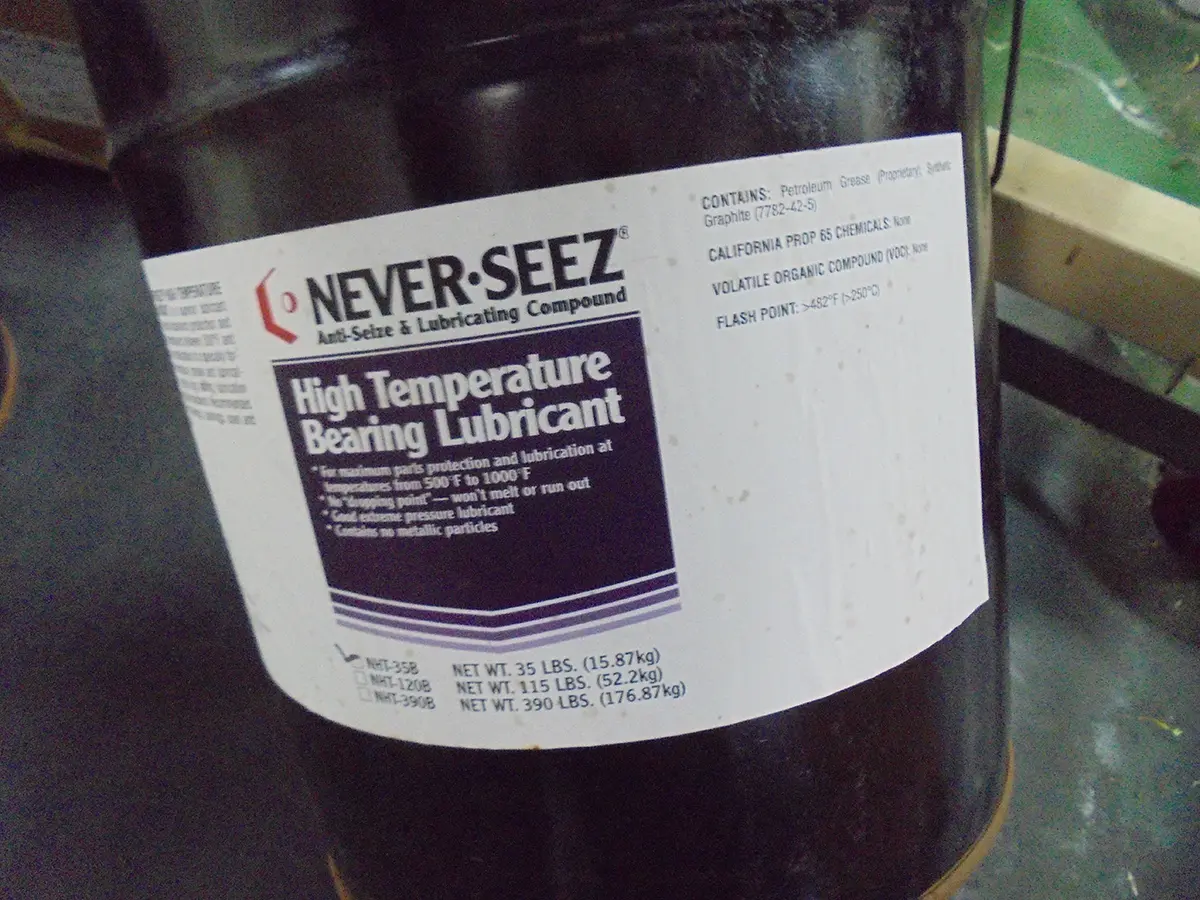 NEVER•SEEZ®
Anti-Seize & Lubricating Compound
High Temperature
Bearing Lubricant
* For maximum parts protection and lubrication at
temperatures from 500°F to 1000°F
* No "dropping point" — won't melt or run out
* Good extreme pressure lubricant
* Contains no metallic particles
NHT-35B NET WT. 35 LBS. (15.87kg)
NHT-120B NET WT. 115 LBS. (52.2kg)
NHT-390B NET WT. 390 LBS. (176.87kg)
CONTAINS: Petroleum Grease (Proprietary), Synthetic
Graphite (7782-42-5)
CALIFORNIA PROP 65 CHEMICALS: None
VOLATILE ORGANIC COMPOUND (VOC): None
FLASH POINT: >482°F (>250°C)